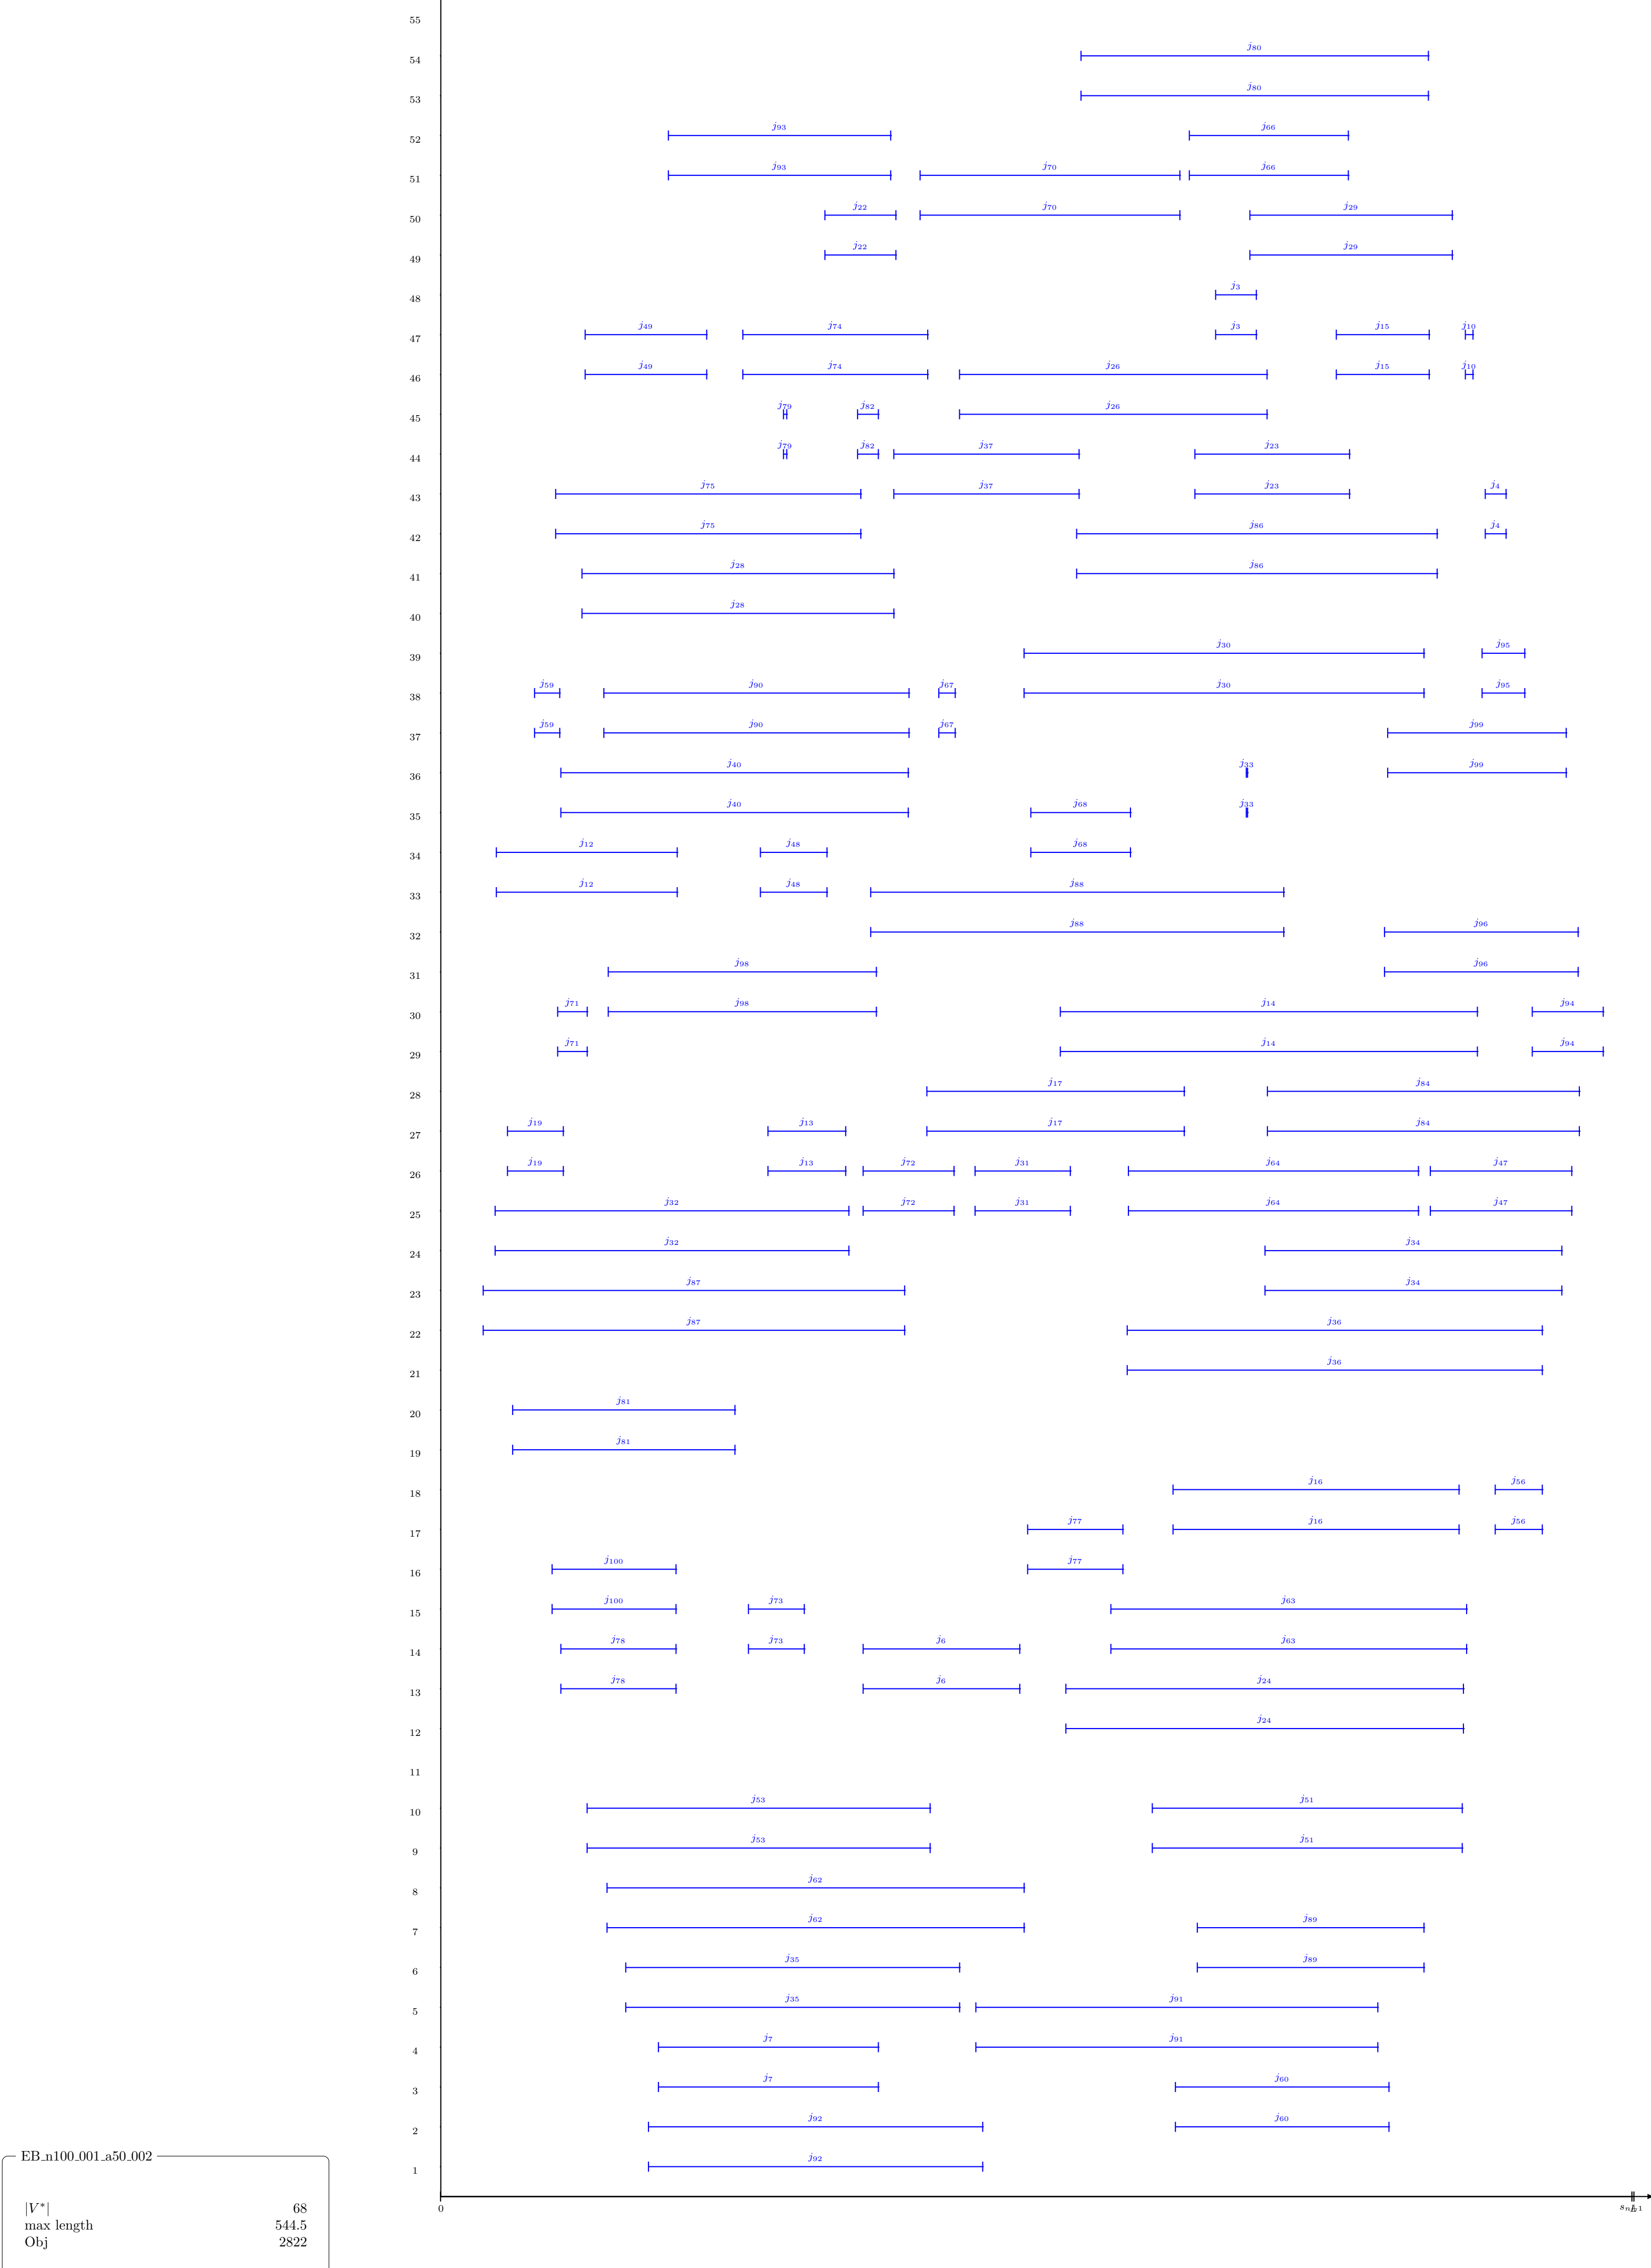 55
j80
54
j80
53
j93 j66
52
j93 j70 j66
51
j22 j70 j29
50
j22 j29
49
j3
48
j49 j74 j3 j15 j10
47
j49 j74 j26 j15 j10
46
j79 j82 j26
45
j79 j82 j37 j23
44
j75 j37 j23 j4
43
j75 j86 j4
42
j28 j86
41
j28
40
j30 j95
39
j59 j90 j67 j30 j95
38
j59 j90 j67 j99
37
j40 j33 j99
36
j40 j68 j33
35
j12 j48 j68
34
j12 j48 j88
33
j88 j96
32
j98 j96
31
j71 j98 j14 j94
30
j71 j14 j94
29
j17 j84
28
j19 j13 j17 j84
27
j19 j13 j72 j31 j64 j47
26
j32 j72 j31 j64 j47
25
j32 j34
24
j87 j34
23
j87 j36
22
j36
21
j81
20
j81
19
j16 j56
18
j77 j16 j56
17
j100 j77
16
j100 j73 j63
15
j78 j73 j6 j63
14
j78 j6 j24
13
j24
12
11
j53 j51
10
j53 j51
9
j62
8
j62 j89
7
j35 j89
6
j35 j91
5
j7 j91
4
j7 j60
3
j92 j60
2
j92
1
0
EB_n100_001_a50_002
|V*| 68
max length 544.5
Obj 2822